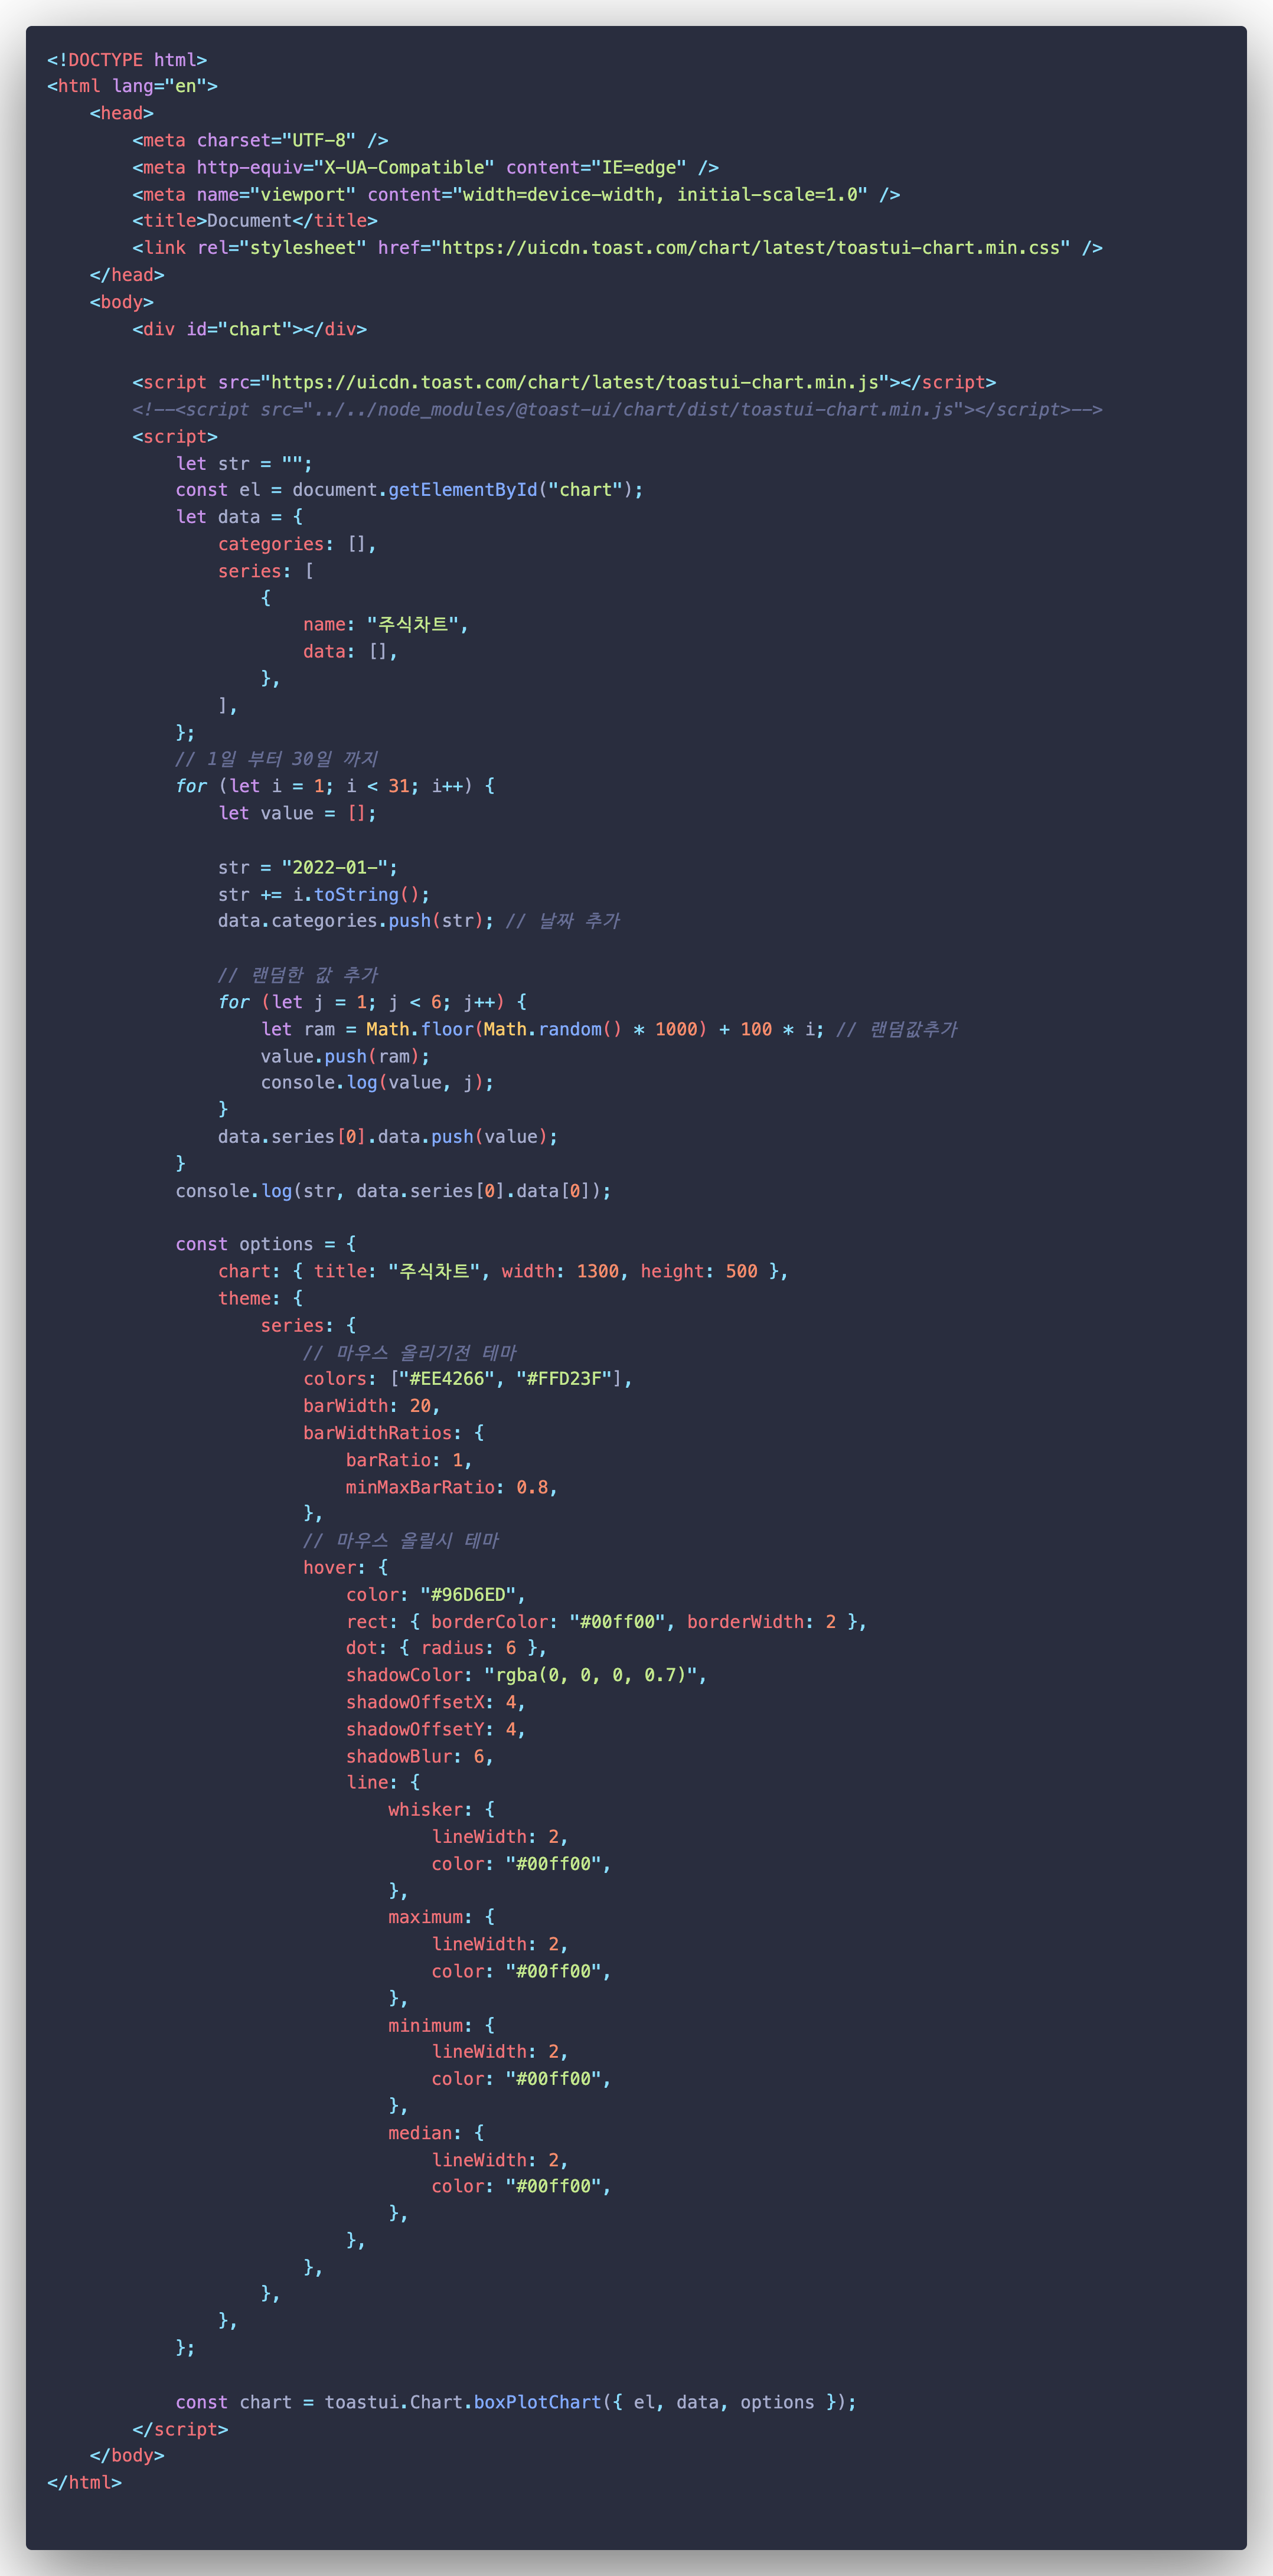 <!DOCTYPE html>
<html lang="en">
    <head>
        <meta charset="UTF-8" />
        <meta http-equiv="X-UA-Compatible" content="IE=edge" />
        <meta name="viewport" content="width=device-width, initial-scale=1.0" />
        <title>Document</title>
        <link rel="stylesheet" href="https://uicdn.toast.com/chart/latest/toastui-chart.min.css" />
    </head>
    <body>
        <div id="chart"></div>

        <script src="https://uicdn.toast.com/chart/latest/toastui-chart.min.js"></script>
        <!--<script src="../../node_modules/@toast-ui/chart/dist/toastui-chart.min.js"></script>-->
        <script>
            let str = "";
            const el = document.getElementById("chart");
            let data = {
                categories: [],
                series: [
                    {
                        name: "주식차트",
                        data: [],
                    },
                ],
            };
            // 1일 부터 30일 까지
            for (let i = 1; i < 31; i++) {
                let value = [];

                str = "2022-01-";
                str += i.toString();
                data.categories.push(str); // 날짜 추가

                // 랜덤한 값 추가
                for (let j = 1; j < 6; j++) {
                    let ram = Math.floor(Math.random() * 1000) + 100 * i; // 랜덤값추가
                    value.push(ram);
                    console.log(value, j);
                }
                data.series[0].data.push(value);
            }
            console.log(str, data.series[0].data[0]);

            const options = {
                chart: { title: "주식차트", width: 1300, height: 500 },
                theme: {
                    series: {
                        // 마우스 올리기전 테마
                        colors: ["#EE4266", "#FFD23F"],
                        barWidth: 20,
                        barWidthRatios: {
                            barRatio: 1,
                            minMaxBarRatio: 0.8,
                        },
                        // 마우스 올릴시 테마
                        hover: {
                            color: "#96D6ED",
                            rect: { borderColor: "#00ff00", borderWidth: 2 },
                            dot: { radius: 6 },
                            shadowColor: "rgba(0, 0, 0, 0.7)",
                            shadowOffsetX: 4,
                            shadowOffsetY: 4,
                            shadowBlur: 6,
                            line: {
                                whisker: {
                                    lineWidth: 2,
                                    color: "#00ff00",
                                },
                                maximum: {
                                    lineWidth: 2,
                                    color: "#00ff00",
                                },
                                minimum: {
                                    lineWidth: 2,
                                    color: "#00ff00",
                                },
                                median: {
                                    lineWidth: 2,
                                    color: "#00ff00",
                                },
                            },
                        },
                    },
                },
            };

            const chart = toastui.Chart.boxPlotChart({ el, data, options });
        </script>
    </body>
</html>